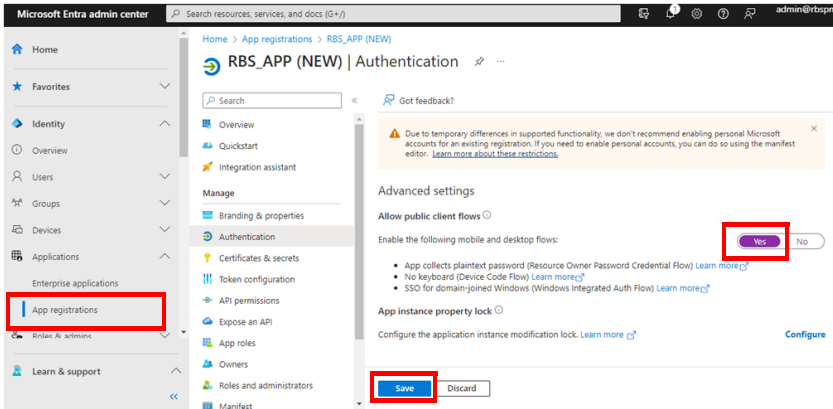 Microsoft Entra admin center
Search resources, services, and docs (G+/)
1
admin@rbspm
Home
Favorites
Identity
Overview
Users
Groups
Devices
Applications
Enterprise applications
App registrations
Roles & admins
Learn & support
Home > App registrations > RBS_APP (NEW)
RBS_APP (NEW) | Authentication
Search
Overview
Quickstart
Integration assistant
Manage
Branding & properties
Authentication
Certificates & secrets
Token configuration
API permissions
Expose an API
App roles
Owners
Roles and administrators
Manifest
Got feedback?
Due to temporary differences in supported functionality, we don't recommend enabling personal Microsoft
accounts for an existing registration. If you need to enable personal accounts, you can do so using the manifest
editor. Learn more about these restrictions.
Advanced settings
Allow public client flows
Enable the following mobile and desktop flows:
Yes
No
• App collects plaintext password (Resource Owner Password Credential Flow) Learn more
• No keyboard (Device Code Flow) Learn more
• SSO for domain-joined Windows (Windows Integrated Auth Flow) Learn more
App instance property lock
Configure the application instance modification lock. Learn more
Configure
Save
Discard